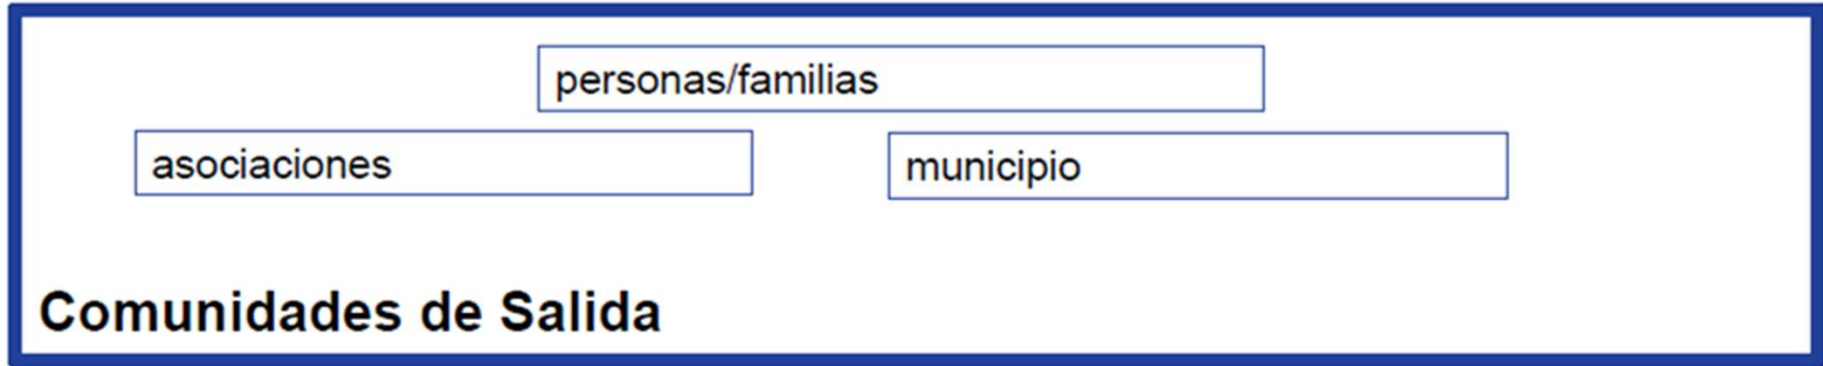 personas/familias
asociaciones
municipio
Comunidades de Salida